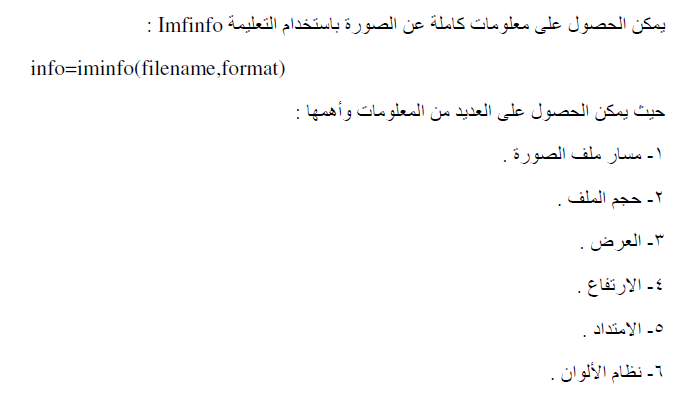 يمكن الحصول على معلومات كاملة عن الصورة باستخدام التعليمة Imfinfo :
info=iminfo(filename,format)
حيث يمكن الحصول على العديد من المعلومات وأهمها :
١- مسار ملف الصورة .
٢- حجم الملف .
٣- العرض .
٤- الارتفاع .
٥- الامتداد .
٦- نظام الألوان .